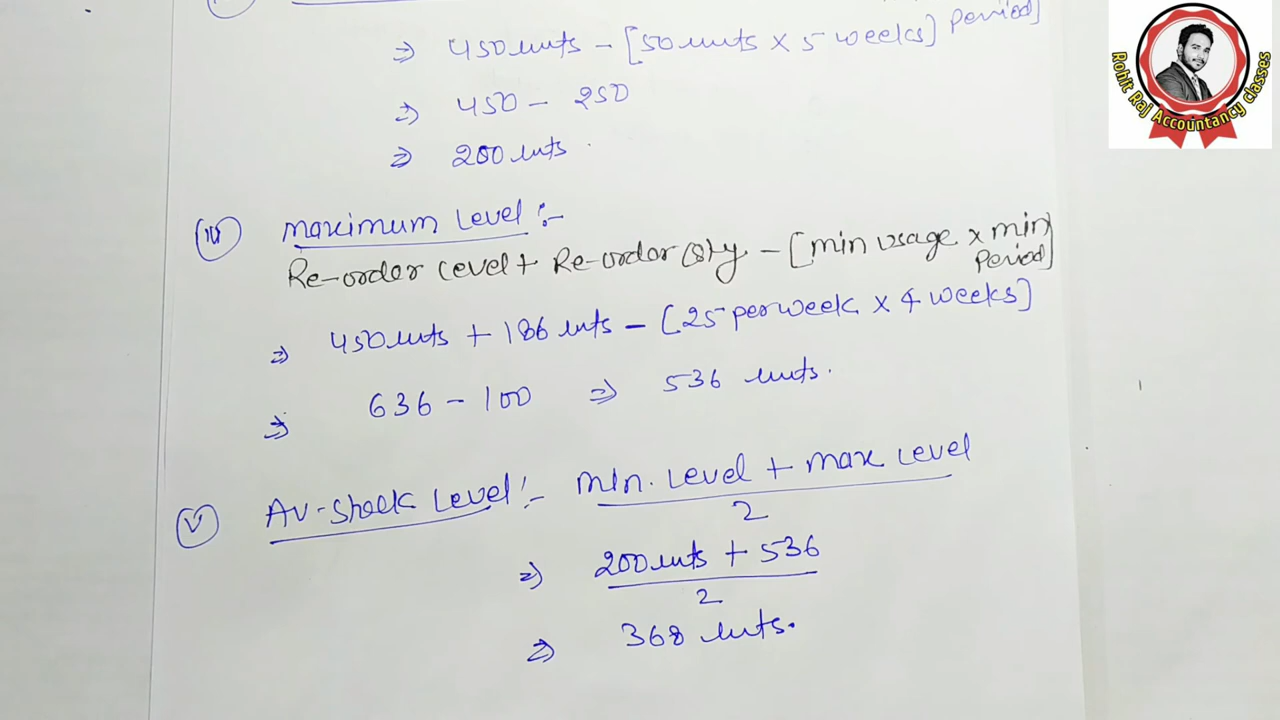 Period]
⇒ 450 units - [50 units × 5 weeks]
⇒ 450 - 250
⇒ 200 units
Rohit Raj Accountancy classes
(iv) Maximum Level :-
Re-order Level + Re-order Qty - [min usage × min Period]
⇒ 450 units + 186 units - [25 per week × 4 weeks]
⇒ 636 - 100 ⇒ 536 units.
(v) Av-Stock Level :- Min. Level + Max Level
2
⇒ 200 units + 536
2
⇒ 368 units.